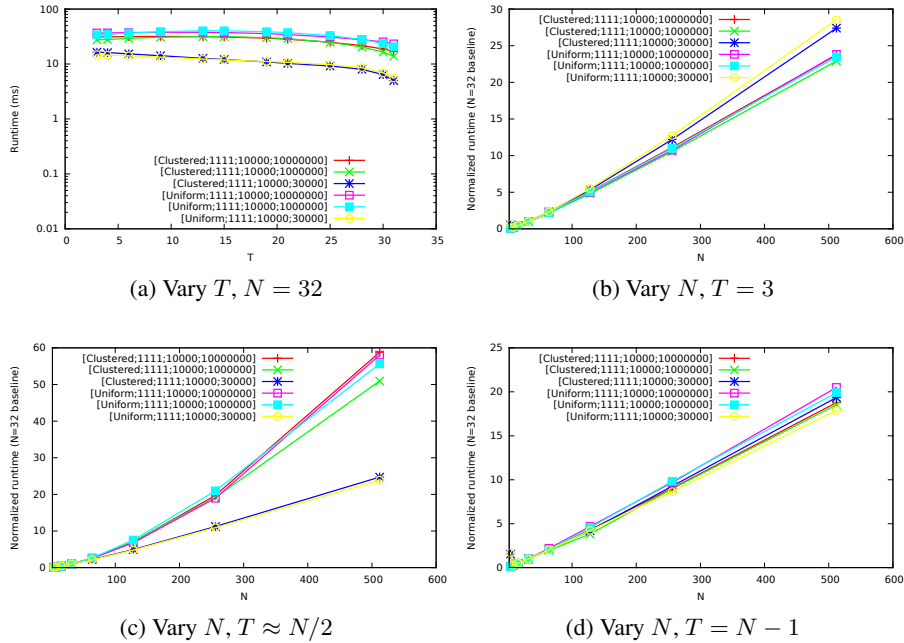 100
10
1
0.1
0.01
Runtime (ms)
[Clustered;1111;10000;10000000]
[Clustered;1111;10000;1000000]
[Clustered;1111;10000;30000]
[Uniform;1111;10000;10000000]
[Uniform;1111;10000;1000000]
[Uniform;1111;10000;30000]
0 5 10 15 20 25 30 35
T
(a) Vary T, N = 32
30
25
20
15
10
5
0
Normalized runtime (N=32 baseline)
[Clustered;1111;10000;10000000]
[Clustered;1111;10000;1000000]
[Clustered;1111;10000;30000]
[Uniform;1111;10000;10000000]
[Uniform;1111;10000;1000000]
[Uniform;1111;10000;30000]
100 200 300 400 500 600
N
(b) Vary N, T = 3
60
50
40
30
20
10
0
Normalized runtime (N=32 baseline)
[Clustered;1111;10000;10000000]
[Clustered;1111;10000;1000000]
[Clustered;1111;10000;30000]
[Uniform;1111;10000;10000000]
[Uniform;1111;10000;1000000]
[Uniform;1111;10000;30000]
100 200 300 400 500 600
N
(c) Vary N, T ≈ N/2
25
20
15
10
5
0
Normalized runtime (N=32 baseline)
[Clustered;1111;10000;10000000]
[Clustered;1111;10000;1000000]
[Clustered;1111;10000;30000]
[Uniform;1111;10000;10000000]
[Uniform;1111;10000;1000000]
[Uniform;1111;10000;30000]
100 200 300 400 500 600
N
(d) Vary N, T = N − 1